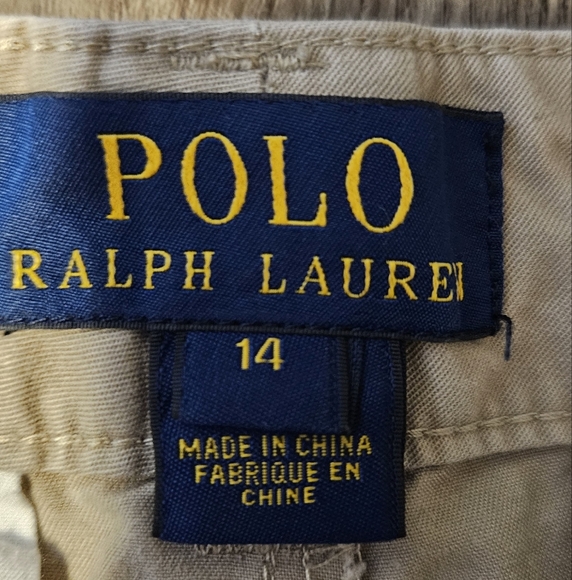 POLO
RALPH LAUREN
14
MADE IN CHINA
FABRIQUE EN
CHINE